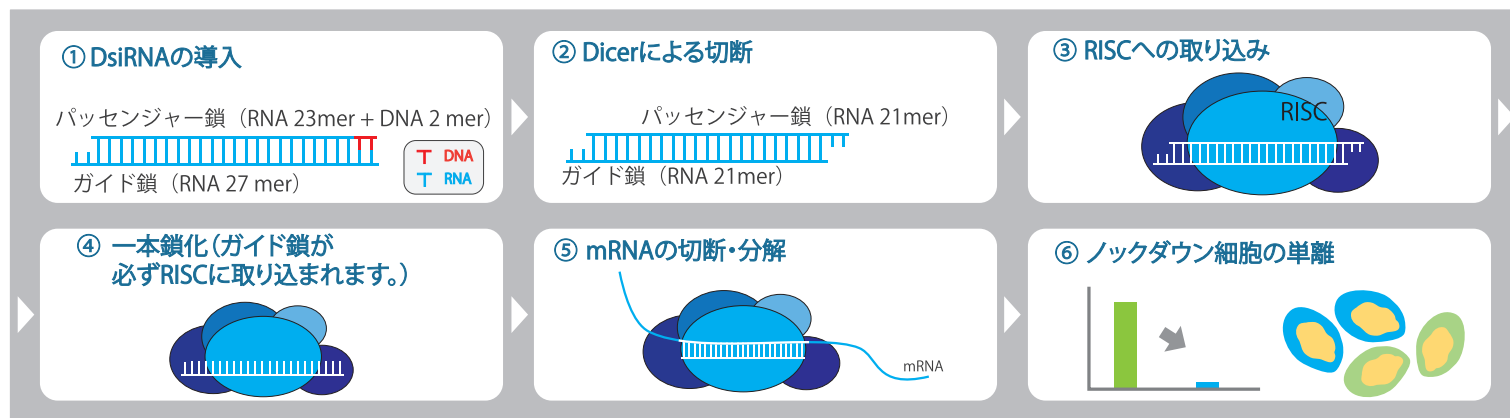 ① DsiRNAの導入
パッセンジャー鎖（RNA 23mer + DNA 2 mer）
DNA
RNA
ガイド鎖（RNA 27 mer）
② Dicerによる切断
パッセンジャー鎖（RNA 21mer）
ガイド鎖（RNA 21mer）
③ RISCへの取り込み
RISC
④ 一本鎖化（ガイド鎖が
必ずRISCに取り込まれます。）
⑤ mRNAの切断・分解
mRNA
⑥ ノックダウン細胞の単離